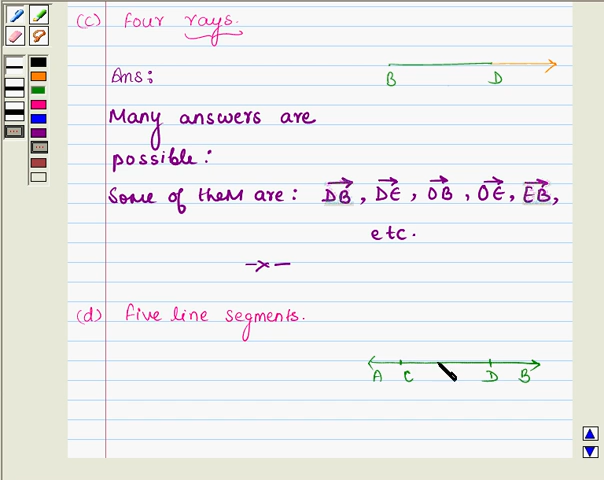 (c) four rays.
B D
Ans:
Many answers are
possible:
Some of them are: DB, DE, OB, OE, EB,
etc.
(d) five line segments.
A C D B